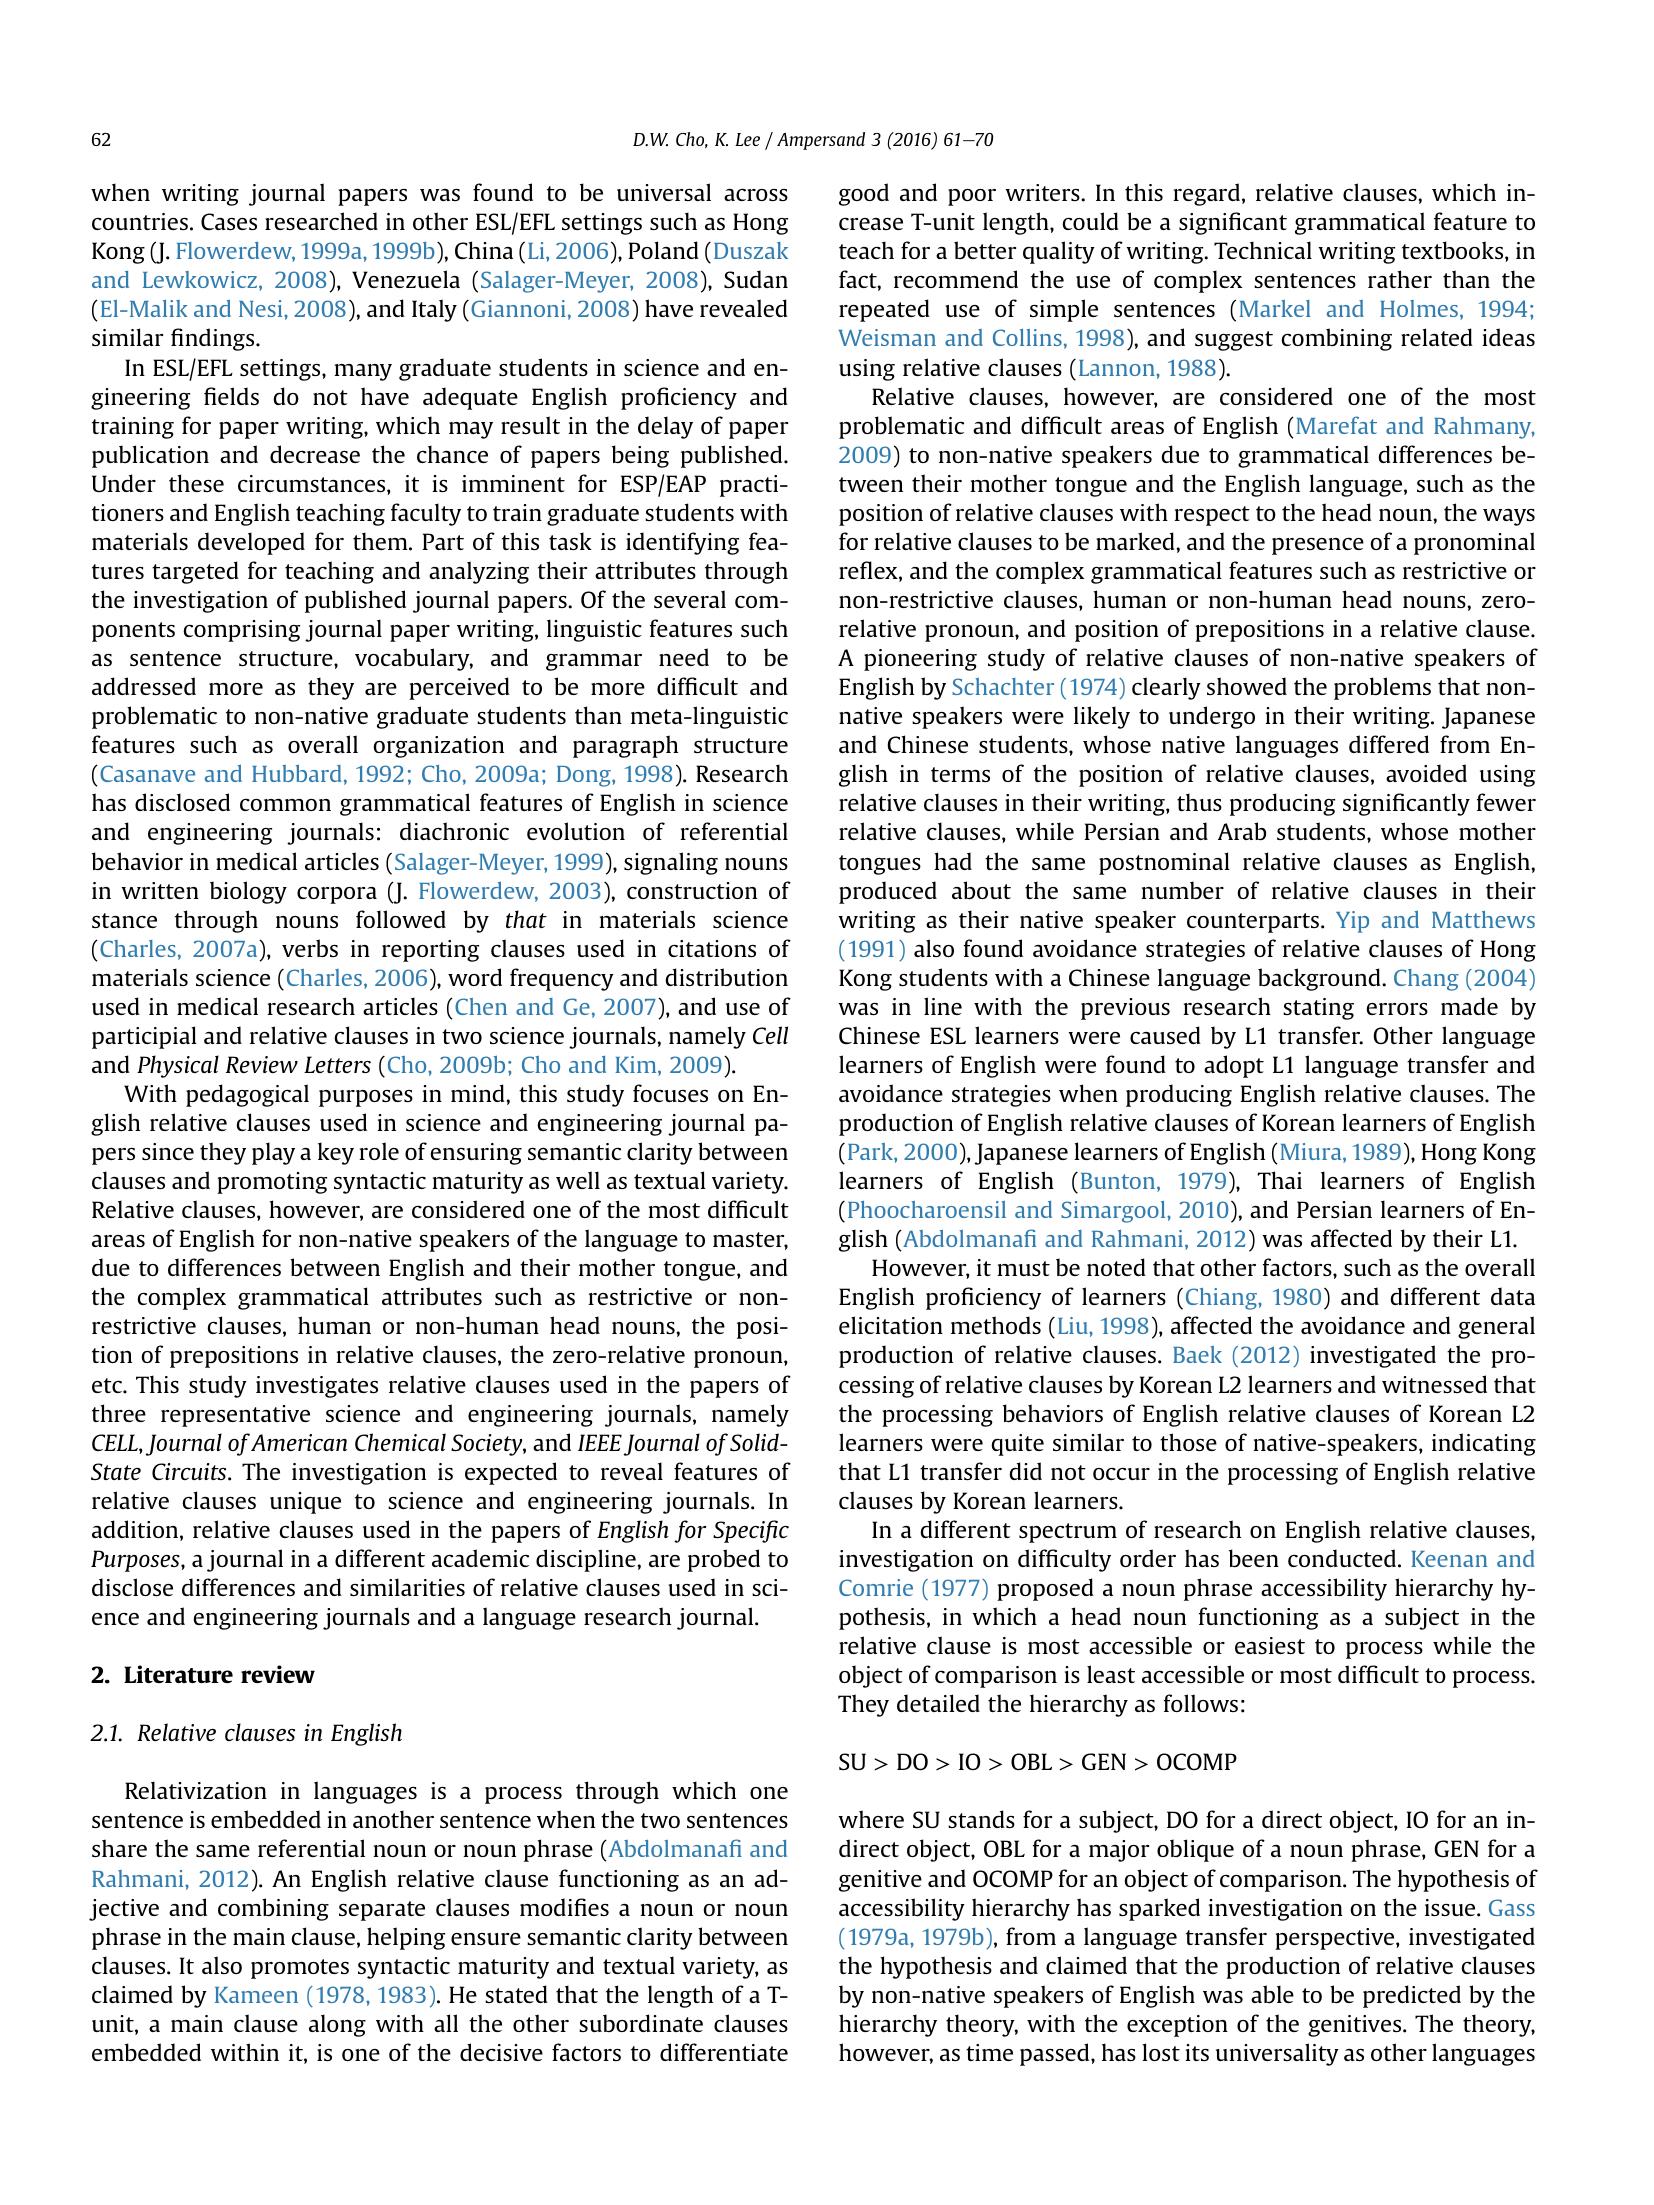 62
D.W. Cho, K. Lee / Ampersand 3 (2016) 61–70
when writing journal papers was found to be universal across
countries. Cases researched in other ESL/EFL settings such as Hong
Kong (J. Flowerdew, 1999a, 1999b), China (Li, 2006), Poland (Duszak
and Lewkowicz, 2008), Venezuela (Salager-Meyer, 2008), Sudan
(El-Malik and Nesi, 2008), and Italy (Giannoni, 2008) have revealed
similar findings.
In ESL/EFL settings, many graduate students in science and en-
gineering fields do not have adequate English proficiency and
training for paper writing, which may result in the delay of paper
publication and decrease the chance of papers being published.
Under these circumstances, it is imminent for ESP/EAP practi-
tioners and English teaching faculty to train graduate students with
materials developed for them. Part of this task is identifying fea-
tures targeted for teaching and analyzing their attributes through
the investigation of published journal papers. Of the several com-
ponents comprising journal paper writing, linguistic features such
as sentence structure, vocabulary, and grammar need to be
addressed more as they are perceived to be more difficult and
problematic to non-native graduate students than meta-linguistic
features such as overall organization and paragraph structure
(Casanave and Hubbard, 1992; Cho, 2009a; Dong, 1998). Research
has disclosed common grammatical features of English in science
and engineering journals: diachronic evolution of referential
behavior in medical articles (Salager-Meyer, 1999), signaling nouns
in written biology corpora (J. Flowerdew, 2003), construction of
stance through nouns followed by that in materials science
(Charles, 2007a), verbs in reporting clauses used in citations of
materials science (Charles, 2006), word frequency and distribution
used in medical research articles (Chen and Ge, 2007), and use of
participial and relative clauses in two science journals, namely Cell
and Physical Review Letters (Cho, 2009b; Cho and Kim, 2009).
With pedagogical purposes in mind, this study focuses on En-
glish relative clauses used in science and engineering journal pa-
pers since they play a key role of ensuring semantic clarity between
clauses and promoting syntactic maturity as well as textual variety.
Relative clauses, however, are considered one of the most difficult
areas of English for non-native speakers of the language to master,
due to differences between English and their mother tongue, and
the complex grammatical attributes such as restrictive or non-
restrictive clauses, human or non-human head nouns, the posi-
tion of prepositions in relative clauses, the zero-relative pronoun,
etc. This study investigates relative clauses used in the papers of
three representative science and engineering journals, namely
CELL, Journal of American Chemical Society, and IEEE Journal of Solid-
State Circuits. The investigation is expected to reveal features of
relative clauses unique to science and engineering journals. In
addition, relative clauses used in the papers of English for Specific
Purposes, a journal in a different academic discipline, are probed to
disclose differences and similarities of relative clauses used in sci-
ence and engineering journals and a language research journal.
2. Literature review
2.1. Relative clauses in English
Relativization in languages is a process through which one
sentence is embedded in another sentence when the two sentences
share the same referential noun or noun phrase (Abdolmanafi and
Rahmani, 2012). An English relative clause functioning as an ad-
jective and combining separate clauses modifies a noun or noun
phrase in the main clause, helping ensure semantic clarity between
clauses. It also promotes syntactic maturity and textual variety, as
claimed by Kameen (1978, 1983). He stated that the length of a T-
unit, a main clause along with all the other subordinate clauses
embedded within it, is one of the decisive factors to differentiate
good and poor writers. In this regard, relative clauses, which in-
crease T-unit length, could be a significant grammatical feature to
teach for a better quality of writing. Technical writing textbooks, in
fact, recommend the use of complex sentences rather than the
repeated use of simple sentences (Markel and Holmes, 1994;
Weisman and Collins, 1998), and suggest combining related ideas
using relative clauses (Lannon, 1988).
Relative clauses, however, are considered one of the most
problematic and difficult areas of English (Marefat and Rahmany,
2009) to non-native speakers due to grammatical differences be-
tween their mother tongue and the English language, such as the
position of relative clauses with respect to the head noun, the ways
for relative clauses to be marked, and the presence of a pronominal
reflex, and the complex grammatical features such as restrictive or
non-restrictive clauses, human or non-human head nouns, zero-
relative pronoun, and position of prepositions in a relative clause.
A pioneering study of relative clauses of non-native speakers of
English by Schachter (1974) clearly showed the problems that non-
native speakers were likely to undergo in their writing. Japanese
and Chinese students, whose native languages differed from En-
glish in terms of the position of relative clauses, avoided using
relative clauses in their writing, thus producing significantly fewer
relative clauses, while Persian and Arab students, whose mother
tongues had the same postnominal relative clauses as English,
produced about the same number of relative clauses in their
writing as their native speaker counterparts. Yip and Matthews
(1991) also found avoidance strategies of relative clauses of Hong
Kong students with a Chinese language background. Chang (2004)
was in line with the previous research stating errors made by
Chinese ESL learners were caused by L1 transfer. Other language
learners of English were found to adopt L1 language transfer and
avoidance strategies when producing English relative clauses. The
production of English relative clauses of Korean learners of English
(Park, 2000), Japanese learners of English (Miura, 1989), Hong Kong
learners of English (Bunton, 1979), Thai learners of English
(Phoocharoensil and Simargool, 2010), and Persian learners of En-
glish (Abdolmanafi and Rahmani, 2012) was affected by their L1.
However, it must be noted that other factors, such as the overall
English proficiency of learners (Chiang, 1980) and different data
elicitation methods (Liu, 1998), affected the avoidance and general
production of relative clauses. Baek (2012) investigated the pro-
cessing of relative clauses by Korean L2 learners and witnessed that
the processing behaviors of English relative clauses of Korean L2
learners were quite similar to those of native-speakers, indicating
that L1 transfer did not occur in the processing of English relative
clauses by Korean learners.
In a different spectrum of research on English relative clauses,
investigation on difficulty order has been conducted. Keenan and
Comrie (1977) proposed a noun phrase accessibility hierarchy hy-
pothesis, in which a head noun functioning as a subject in the
relative clause is most accessible or easiest to process while the
object of comparison is least accessible or most difficult to process.
They detailed the hierarchy as follows:
SU > DO > IO > OBL > GEN > OCOMP
where SU stands for a subject, DO for a direct object, IO for an in-
direct object, OBL for a major oblique of a noun phrase, GEN for a
genitive and OCOMP for an object of comparison. The hypothesis of
accessibility hierarchy has sparked investigation on the issue. Gass
(1979a, 1979b), from a language transfer perspective, investigated
the hypothesis and claimed that the production of relative clauses
by non-native speakers of English was able to be predicted by the
hierarchy theory, with the exception of the genitives. The theory,
however, as time passed, has lost its universality as other languages